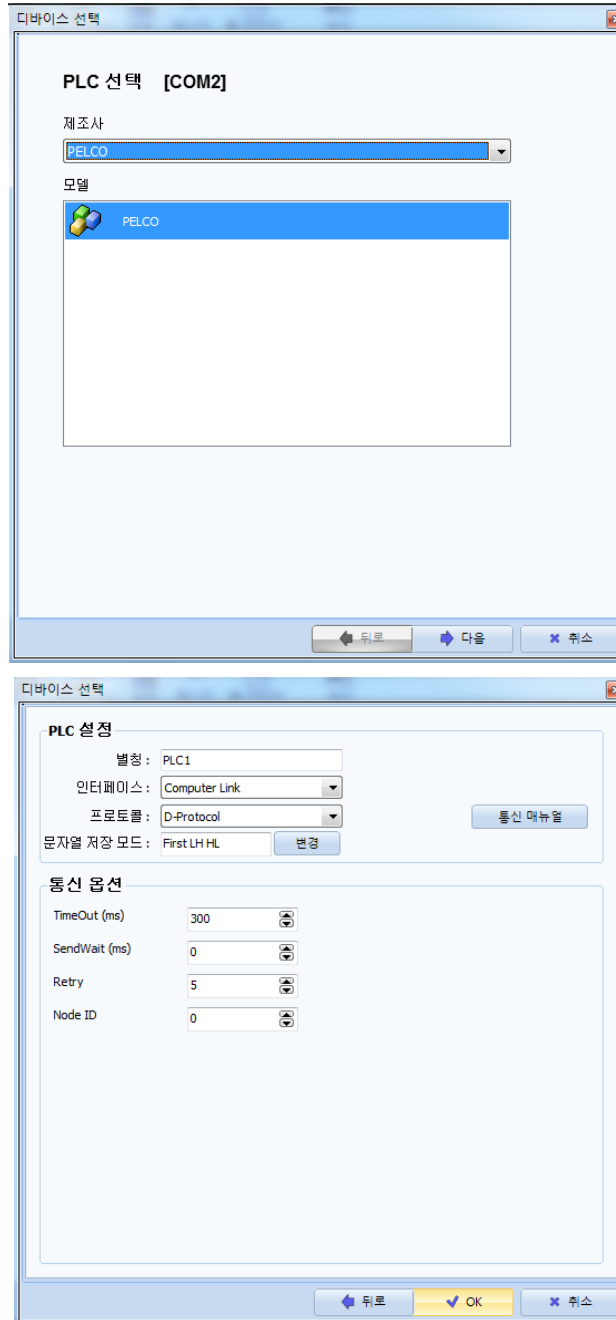 디바이스 선택
PLC 선택 [COM2]
제조사
PELCO
모델
PELCO
뒤로
다음
취소
디바이스 선택
PLC 설정
별칭 : PLC1
인터페이스 : Computer Link
프로토콜 : D-Protocol
통신 매뉴얼
문자열 저장 모드 : First LH HL 변경
통신 옵션
TimeOut (ms) 300
SendWait (ms) 0
Retry 5
Node ID 0
뒤로
OK
취소